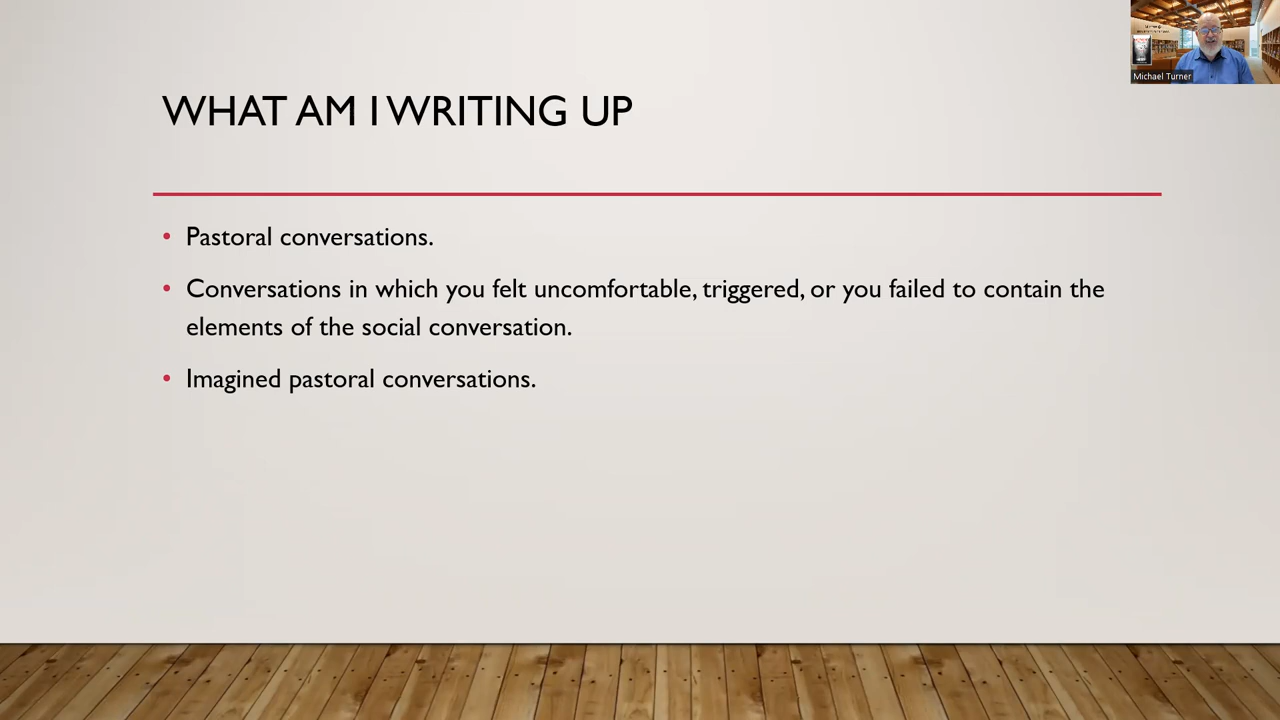 WHAT AM I WRITING UP
• Pastoral conversations.
• Conversations in which you felt uncomfortable, triggered, or you failed to contain the
elements of the social conversation.
• Imagined pastoral conversations.
Michael Turner